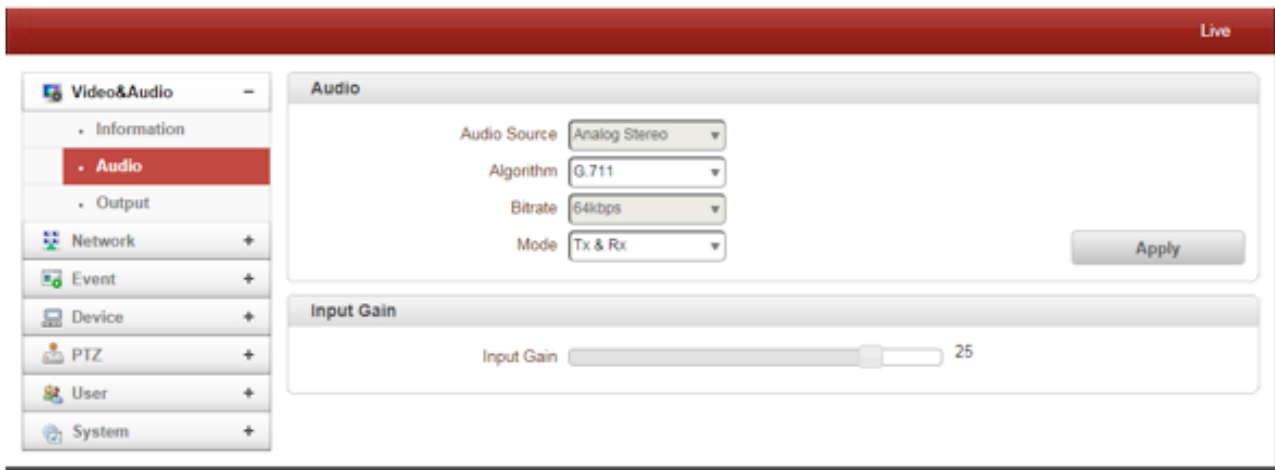 Live
Video&Audio −
Information
Audio
Output
Network +
Event +
Device +
PTZ +
User +
System +
Audio
Audio Source Analog Stereo
Algorithm G.711
Bitrate 64kbps
Mode Tx & Rx
Apply
Input Gain
Input Gain 25